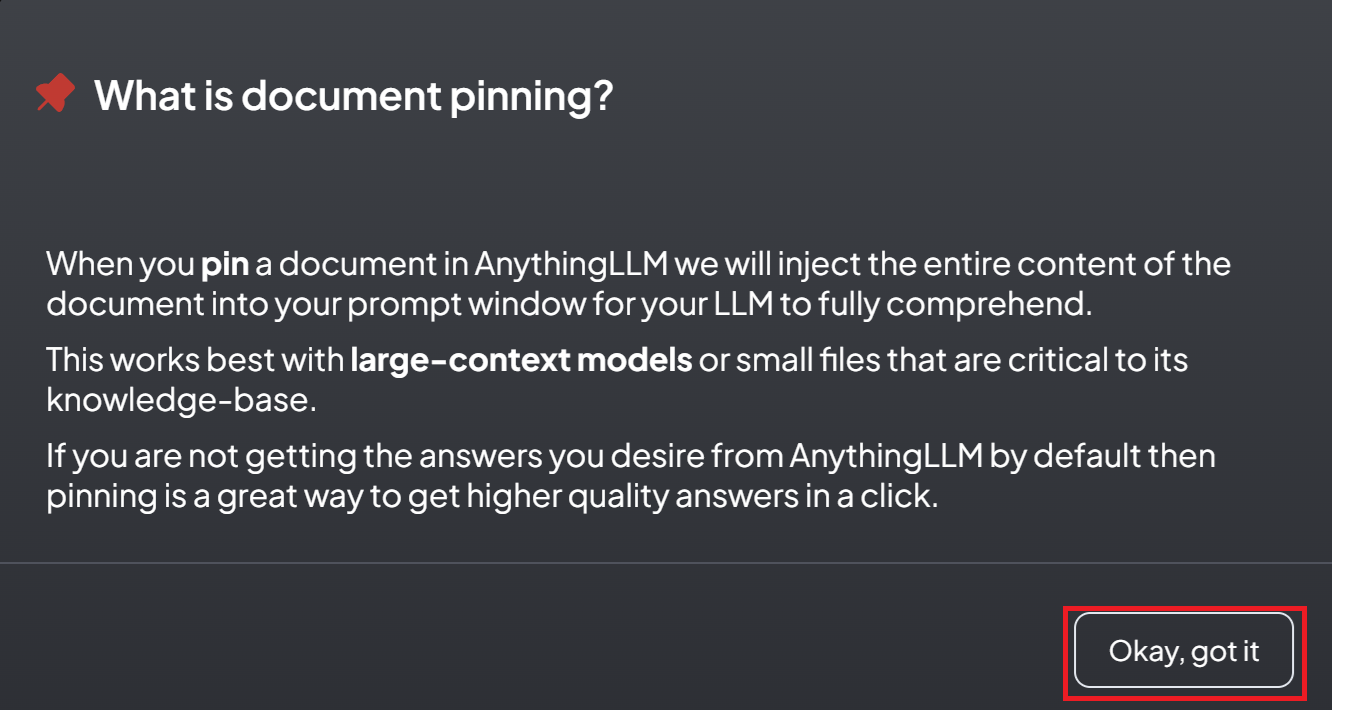 What is document pinning?
When you pin a document in AnythingLLM we will inject the entire content of the
document into your prompt window for your LLM to fully comprehend.
This works best with large-context models or small files that are critical to its
knowledge-base.
If you are not getting the answers you desire from AnythingLLM by default then
pinning is a great way to get higher quality answers in a click.
Okay, got it